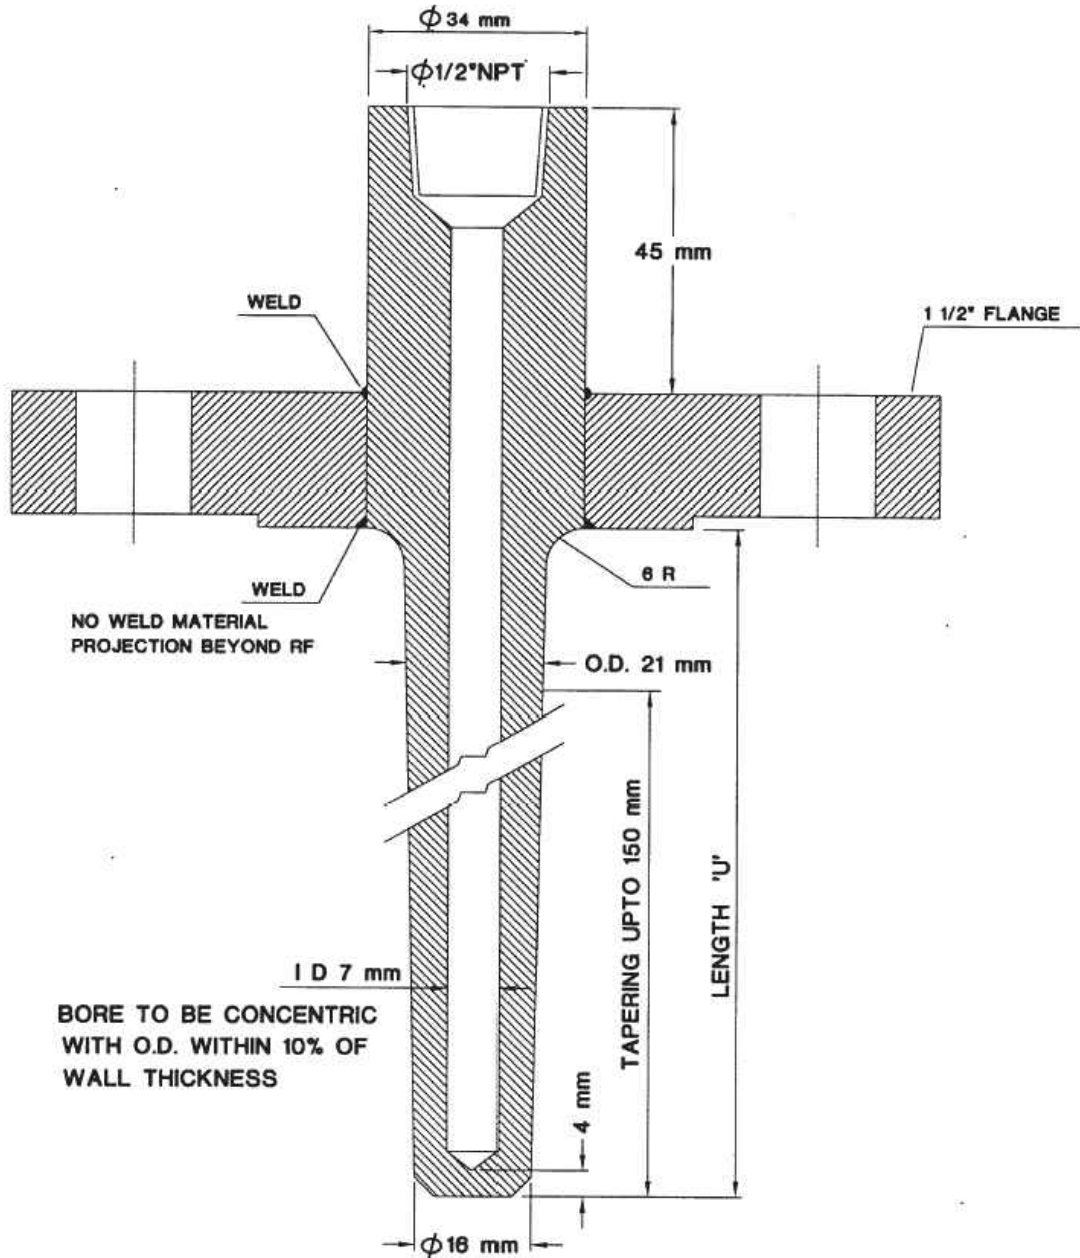 ϕ 34 mm
ϕ1/2"NPT
45 mm
WELD
1 1/2" FLANGE
WELD
6 R
NO WELD MATERIAL
PROJECTION BEYOND RF
O.D. 21 mm
TAPERING UPTO 150 mm
LENGTH 'U'
I D 7 mm
BORE TO BE CONCENTRIC
WITH O.D. WITHIN 10% OF
WALL THICKNESS
4 mm
ϕ16 mm